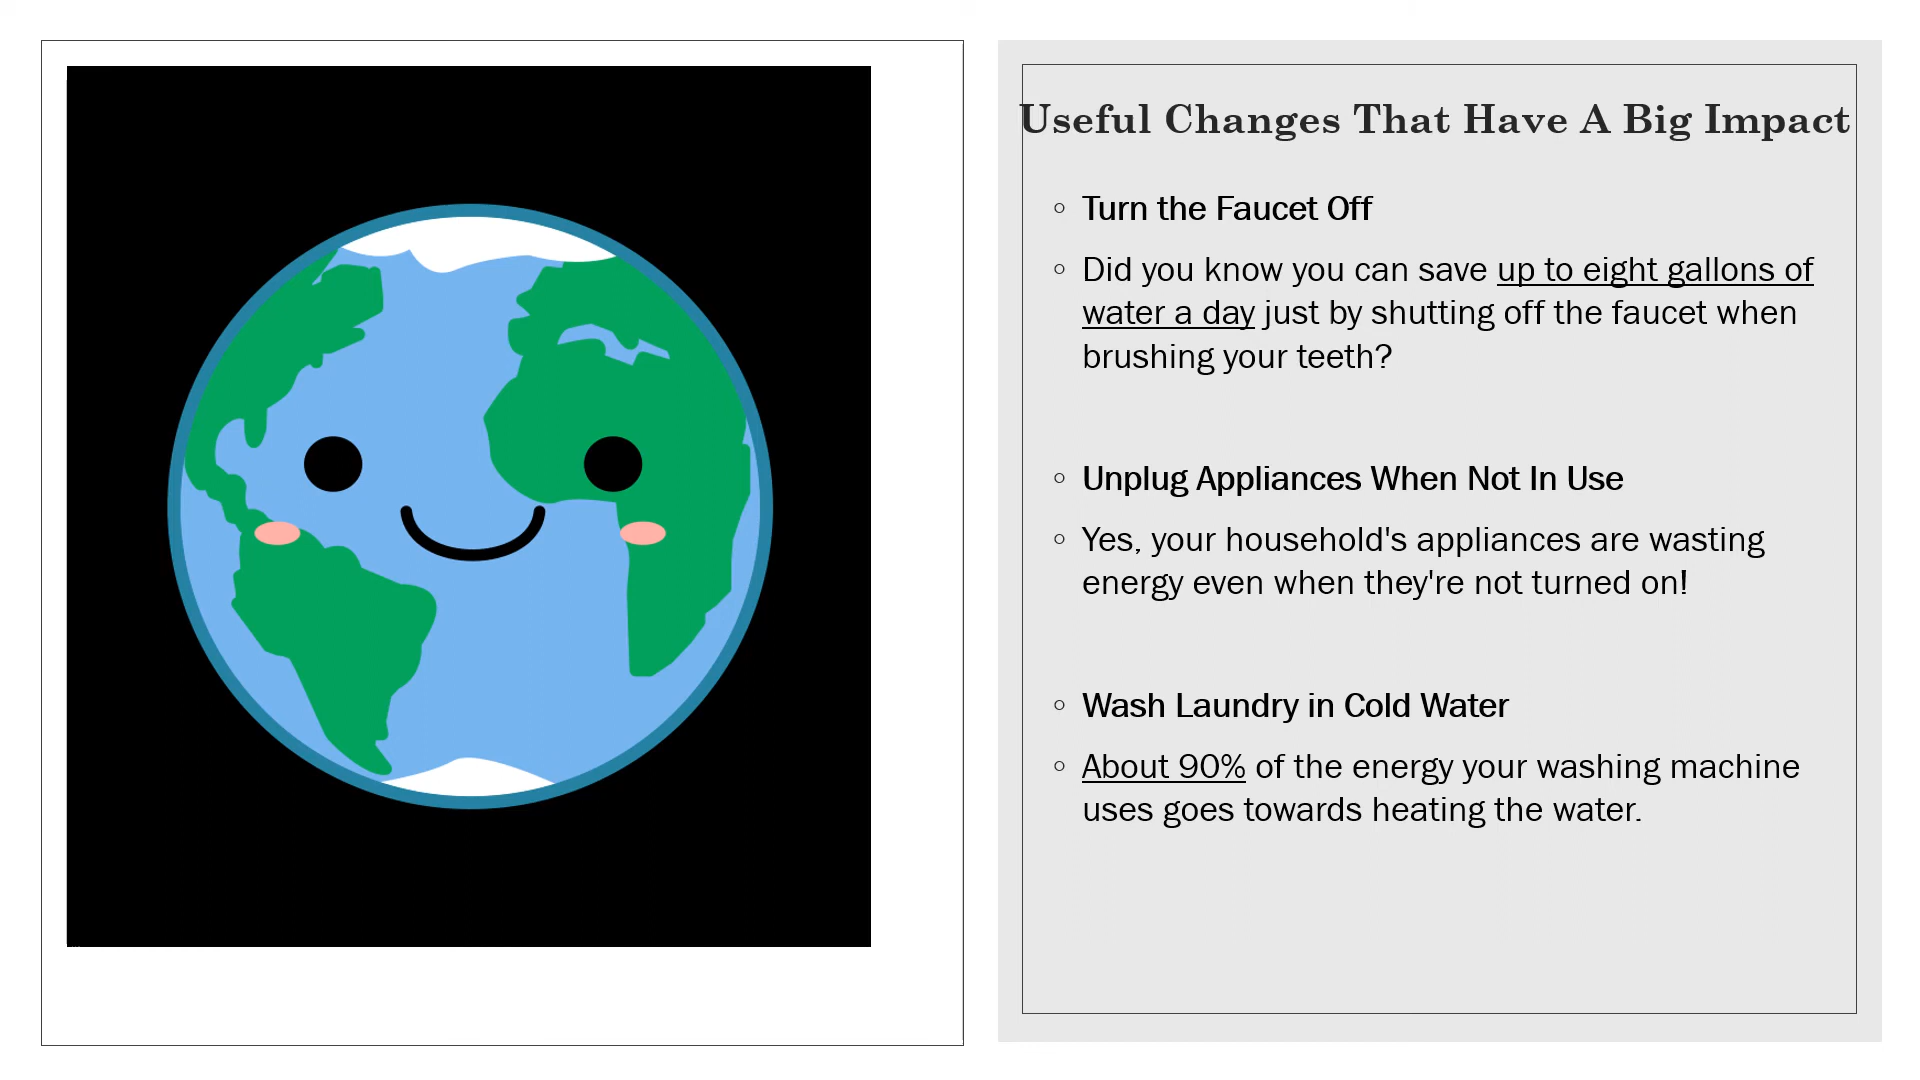 Useful Changes That Have A Big Impact
◦ Turn the Faucet Off
◦ Did you know you can save up to eight gallons of
water a day just by shutting off the faucet when
brushing your teeth?
◦ Unplug Appliances When Not In Use
◦ Yes, your household's appliances are wasting
energy even when they're not turned on!
◦ Wash Laundry in Cold Water
◦ About 90% of the energy your washing machine
uses goes towards heating the water.